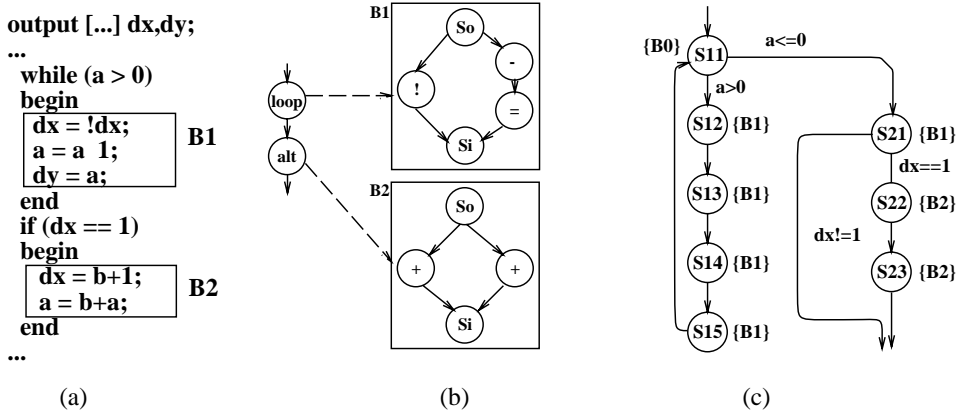 output [...] dx,dy;
...
while (a > 0)
begin
dx = !dx;
a = a 1;
dy = a;
B1
end
if (dx == 1)
begin
dx = b+1;
a = b+a;
B2
end
...
(a)
loop
alt
B1
So
!
-
=
Si
B2
So
+
+
Si
(b)
{B0}
S11
a<=0
a>0
S12 {B1}
S13 {B1}
S14 {B1}
S15 {B1}
S21 {B1}
dx==1
S22 {B2}
dx!=1
S23 {B2}
(c)